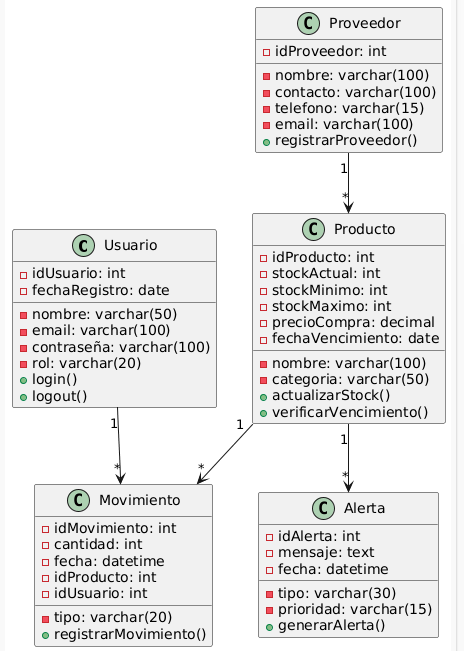 C Proveedor
idProveedor: int
nombre: varchar(100)
contacto: varchar(100)
telefono: varchar(15)
email: varchar(100)
registrarProveedor()
1
*
C Usuario
idUsuario: int
fechaRegistro: date
nombre: varchar(50)
email: varchar(100)
contraseña: varchar(100)
rol: varchar(20)
login()
logout()
C Producto
idProducto: int
stockActual: int
stockMinimo: int
stockMaximo: int
precioCompra: decimal
fechaVencimiento: date
nombre: varchar(100)
categoria: varchar(50)
actualizarStock()
verificarVencimiento()
1
*
1
*
1
*
C Movimiento
idMovimiento: int
cantidad: int
fecha: datetime
idProducto: int
idUsuario: int
tipo: varchar(20)
registrarMovimiento()
C Alerta
idAlerta: int
mensaje: text
fecha: datetime
tipo: varchar(30)
prioridad: varchar(15)
generarAlerta()